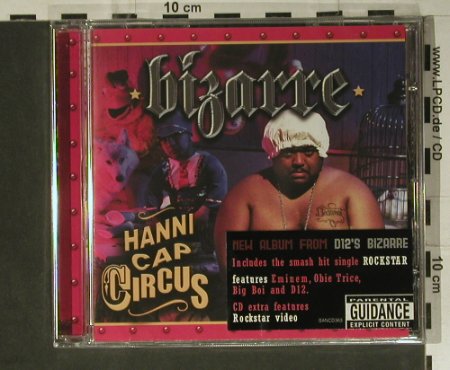 10 cm
www.LPCD.de / CD
bizarre
HANNI
CAP
CIRCUS
NEW ALBUM FROM D12'S BIZARRE
Includes the smash hit single ROCKSTAR
features Eminem, Obie Trice,
Big Boi and D12.
CD extra features
Rockstar video
SANCD369
PARENTAL
GUIDANCE
EXPLICIT CONTENT
10 cm